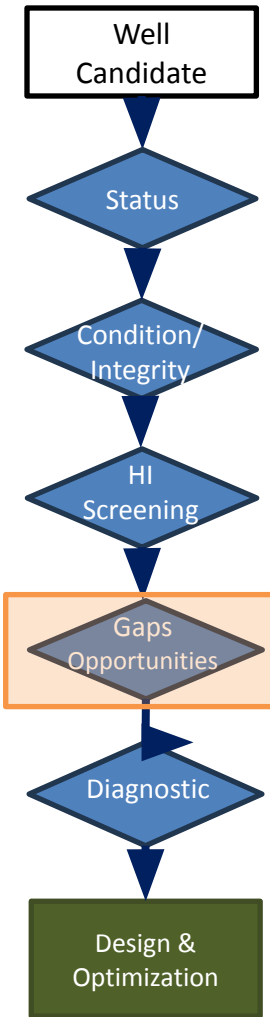 Well
Candidate
Status
Condition/
Integrity
HI
Screening
Gaps
Opportunities
Diagnostic
Design &
Optimization